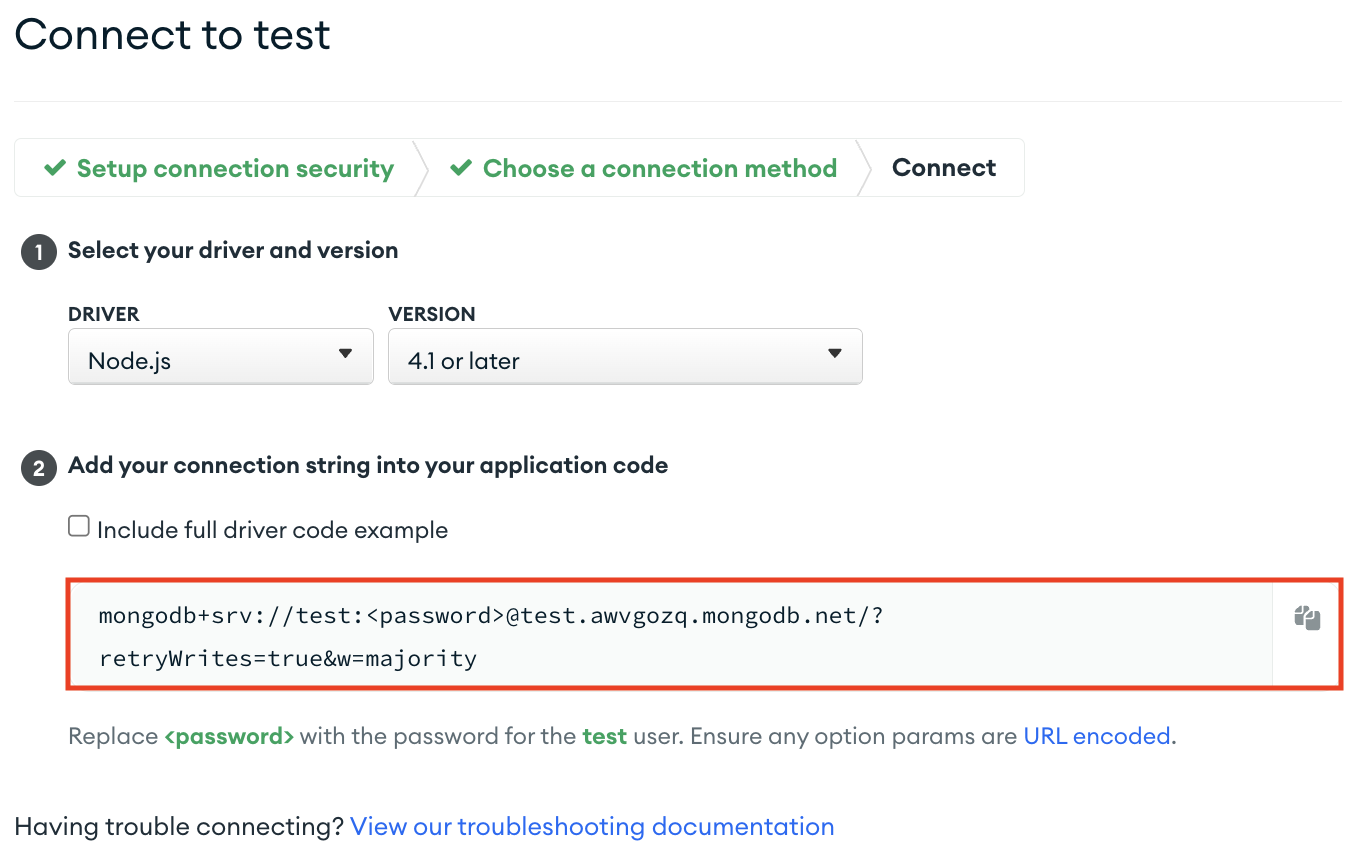 Connect to test
Setup connection security
Choose a connection method
Connect
1 Select your driver and version
DRIVER VERSION
Node.js 4.1 or later
2 Add your connection string into your application code
Include full driver code example
mongodb+srv://test:<password>@test.awvgozq.mongodb.net/?
retryWrites=true&w=majority
Replace <password> with the password for the test user. Ensure any option params are URL encoded.
Having trouble connecting? View our troubleshooting documentation